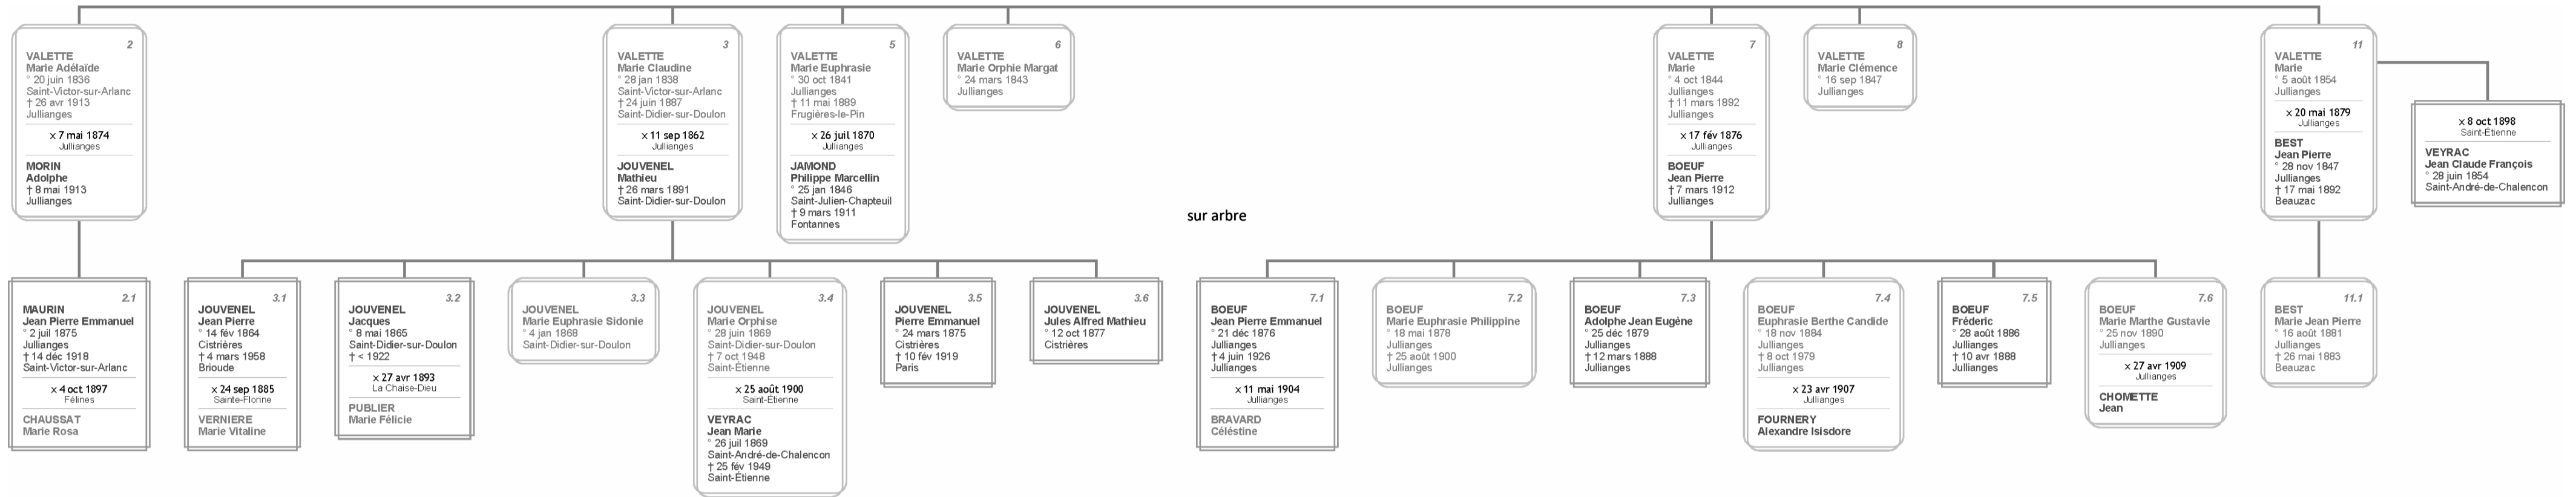 2
VALETTE
Marie Adélaïde
° 20 juin 1836
Saint-Victor-sur-Arlanc
† 26 avr 1913
Jullianges
x 7 mai 1874
Jullianges
MORIN
Adolphe
† 8 mai 1913
Jullianges
3
VALETTE
Marie Claudine
° 28 jan 1838
Saint-Victor-sur-Arlanc
† 24 juin 1887
Saint-Didier-sur-Doulon
x 11 sep 1862
Jullianges
JOUVENEL
Mathieu
† 26 mars 1891
Saint-Didier-sur-Doulon
5
VALETTE
Marie Euphrasie
° 30 oct 1841
Jullianges
† 11 mai 1889
Frugières-le-Pin
x 26 juil 1870
Jullianges
JAMOND
Philippe Marcellin
° 25 jan 1846
Saint-Julien-Chapteuil
† 9 mars 1911
Fontannes
6
VALETTE
Marie Orphie Margat
° 24 mars 1843
Jullianges
sur arbre
7
VALETTE
Marie
° 4 oct 1844
Jullianges
† 11 mars 1892
Jullianges
x 17 fév 1876
Jullianges
BOEUF
Jean Pierre
† 7 mars 1912
Jullianges
8
VALETTE
Marie Clémence
° 16 sep 1847
Jullianges
11
VALETTE
Marie
° 5 août 1854
Jullianges
x 20 mai 1879
Jullianges
BEST
Jean Pierre
° 28 nov 1847
Jullianges
† 17 mai 1892
Beauzac
x 8 oct 1898
Saint-Étienne
VEYRAC
Jean Claude François
° 28 juin 1854
Saint-André-de-Chalencon
2.1
MAURIN
Jean Pierre Emmanuel
° 2 juil 1875
Jullianges
† 14 déc 1918
Saint-Victor-sur-Arlanc
x 4 oct 1897
Félines
CHAUSSAT
Marie Rosa
3.1
JOUVENEL
Jean Pierre
° 14 fév 1864
Cistrières
† 4 mars 1958
Brioude
x 24 sep 1885
Sainte-Florine
VERNIERE
Marie Vitaline
3.2
JOUVENEL
Jacques
° 8 mai 1865
Saint-Didier-sur-Doulon
† < 1922
x 27 avr 1893
La Chaise-Dieu
PUBLIER
Marie Félicie
3.3
JOUVENEL
Marie Euphrasie Sidonie
° 4 jan 1868
Saint-Didier-sur-Doulon
3.4
JOUVENEL
Marie Orphise
° 28 juin 1869
Saint-Didier-sur-Doulon
† 7 oct 1948
Saint-Étienne
x 25 août 1900
Saint-Étienne
VEYRAC
Jean Marie
° 26 juil 1869
Saint-André-de-Chalencon
† 25 fév 1949
Saint-Étienne
3.5
JOUVENEL
Pierre Emmanuel
° 24 mars 1875
Cistrières
† 10 fév 1919
Paris
3.6
JOUVENEL
Jules Alfred Mathieu
° 12 oct 1877
Cistrières
7.1
BOEUF
Jean Pierre Emmanuel
° 21 déc 1876
Jullianges
† 4 juin 1926
Jullianges
x 11 mai 1904
Jullianges
BRAVARD
Céléstine
7.2
BOEUF
Marie Euphrasie Philippine
° 18 mai 1878
Jullianges
† 25 août 1900
Jullianges
7.3
BOEUF
Adolphe Jean Eugène
° 25 déc 1879
Jullianges
† 12 mars 1888
Jullianges
7.4
BOEUF
Euphrasie Berthe Candide
° 18 nov 1884
Jullianges
† 8 oct 1979
Jullianges
x 23 avr 1907
Jullianges
FOURNERY
Alexandre Isisdore
7.5
BOEUF
Fréderic
° 28 août 1886
Jullianges
† 10 avr 1888
Jullianges
7.6
BOEUF
Marie Marthe Gustavie
° 25 nov 1890
Jullianges
x 27 avr 1909
Jullianges
CHOMETTE
Jean
11.1
BEST
Marie Jean Pierre
° 16 août 1881
Jullianges
† 26 mai 1883
Beauzac